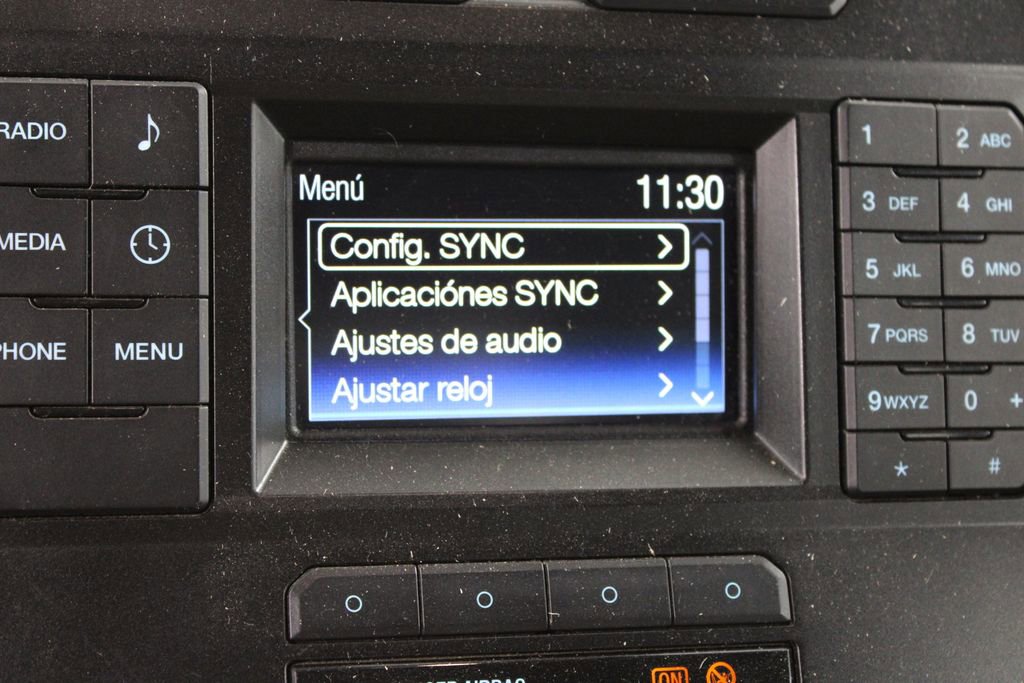 RADIO
MEDIA
PHONE
MENU
Menú
11:30
Config. SYNC
Aplicaciónes SYNC
Ajustes de audio
Ajustar reloj
1
2 ABC
3 DEF
4 GHI
5 JKL
6 MNO
7 PQRS
8 TUV
9 WXYZ
0 +
*
#
AIRBAG
ON